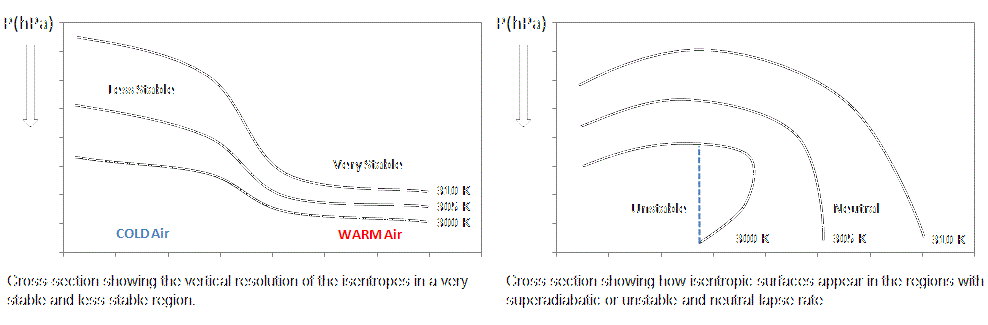 P(hPa)
Less Stable
Very Stable
310 K
305 K
300 K
COLD Air
WARM Air
Cross-section showing the vertical resolution of the isentropes in a very
stable and less stable region.
P(hPa)
Unstable
Neutral
300 K
305 K
310 K
Cross-section showing how isentropic surfaces appear in the regions with
superadiabatic or unstable and neutral lapse rate